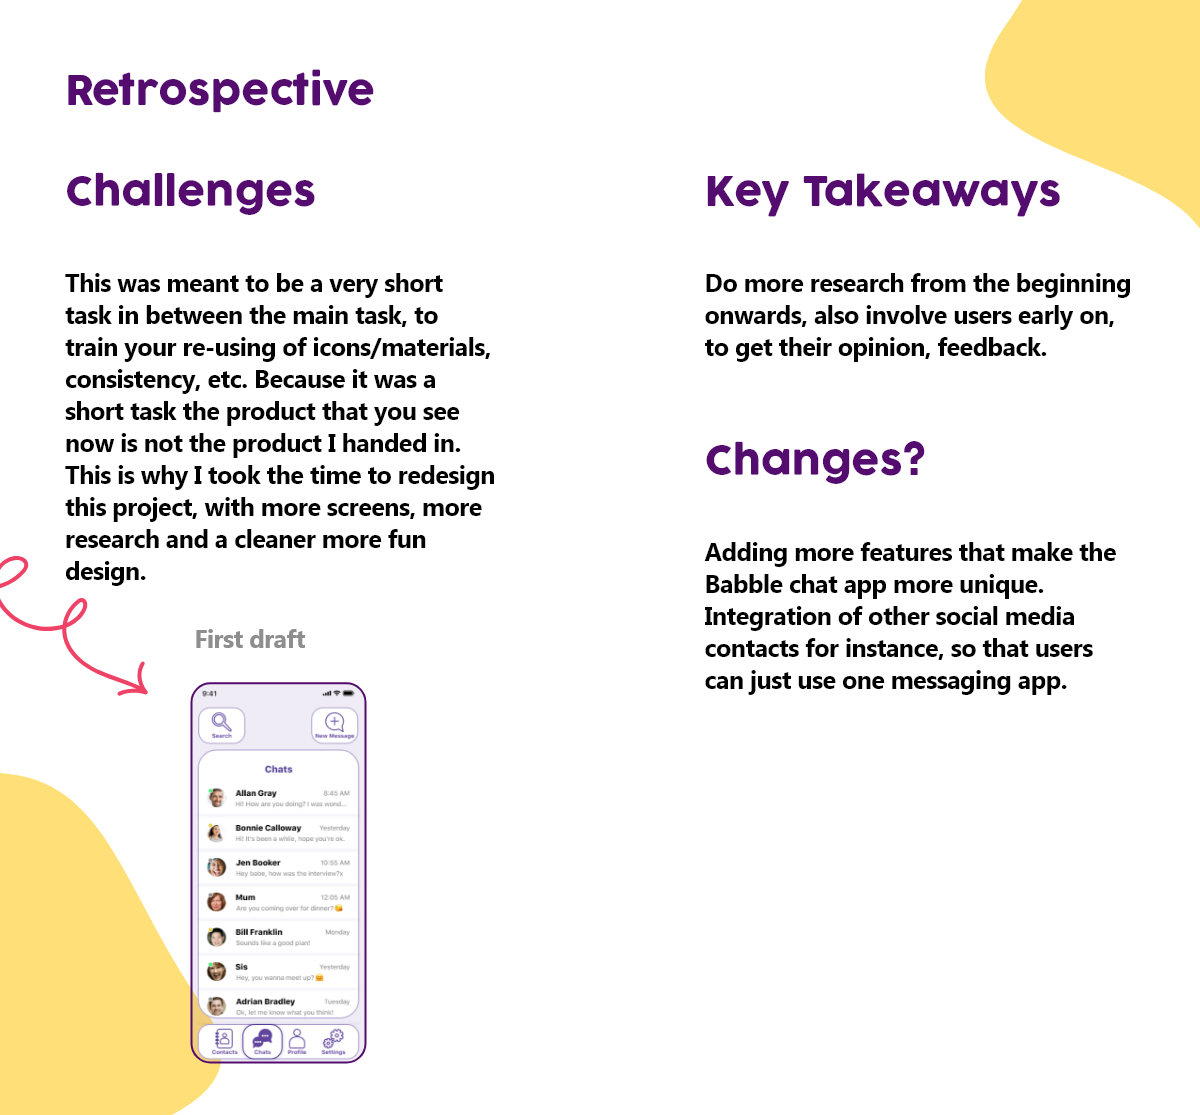 Retrospective
Challenges
This was meant to be a very short
task in between the main task, to
train your re-using of icons/materials,
consistency, etc. Because it was a
short task the product that you see
now is not the product I handed in.
This is why I took the time to redesign
this project, with more screens, more
research and a cleaner more fun
design.
First draft
9:41
Search
New Message
Chats
Allan Gray 8:45 AM
Hi! How are you doing? I was wond...
Bonnie Calloway Yesterday
Hi! It's been a while, hope you're ok.
Jen Booker 10:55 AM
Hey babe, how was the interview?x
Mum 12:05 AM
Are you coming over for dinner?😋
Bill Franklin Monday
Sounds like a good plan!
Sis Yesterday
Hey, you wanna meet up?😊
Adrian Bradley Tuesday
Ok, let me know what you think!
Contacts Chats Profile Settings
Key Takeaways
Do more research from the beginning
onwards, also involve users early on,
to get their opinion, feedback.
Changes?
Adding more features that make the
Babble chat app more unique.
Integration of other social media
contacts for instance, so that users
can just use one messaging app.